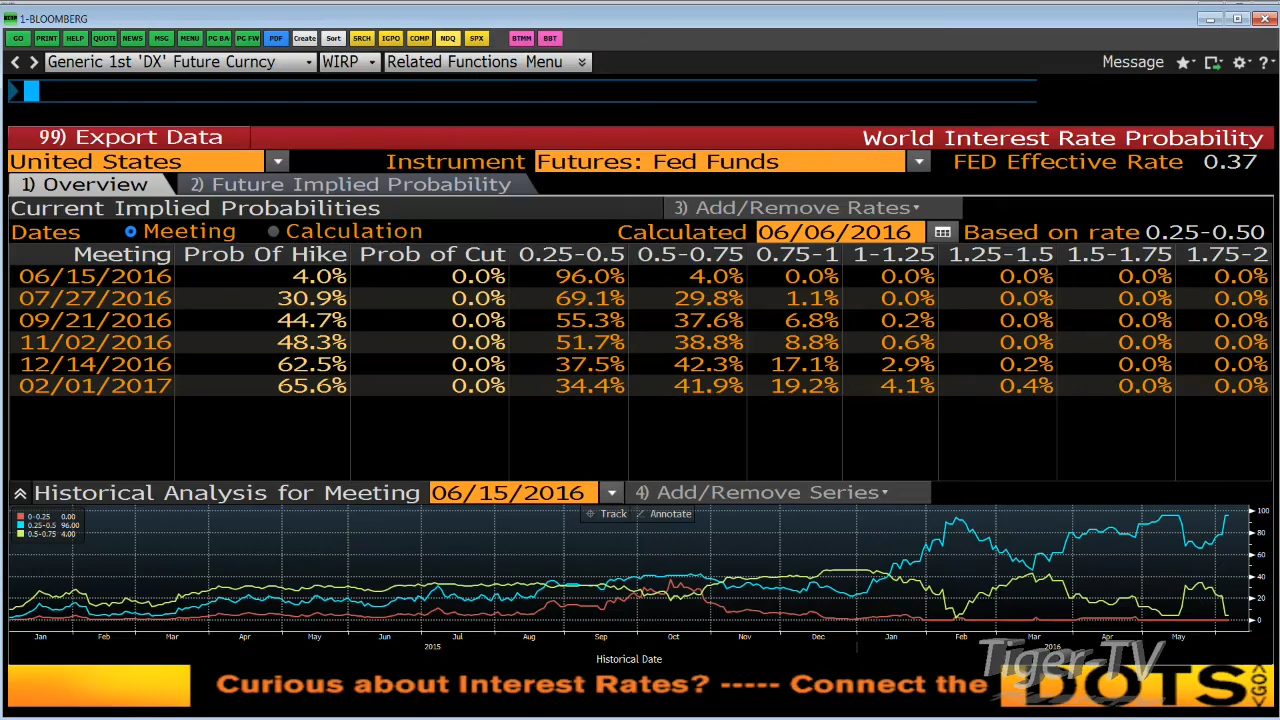 1-BLOOMBERG
GO PRINT HELP QUOTE NEWS MSG MENU PG BA PG FW PDF Create Sort SRCH IGPO COMP NDQ SPX BTMM BBT
Generic 1st 'DX' Future Curncy WIRP Related Functions Menu Message ?
99) Export Data World Interest Rate Probability
United States Instrument Futures: Fed Funds FED Effective Rate 0.37
1) Overview 2) Future Implied Probability
Current Implied Probabilities 3) Add/Remove Rates
Dates Meeting Calculation Calculated 06/06/2016 Based on rate 0.25-0.50
Meeting Prob Of Hike Prob of Cut 0.25-0.5 0.5-0.75 0.75-1 1-1.25 1.25-1.5 1.5-1.75 1.75-2
06/15/2016 4.0% 0.0% 96.0% 4.0% 0.0% 0.0% 0.0% 0.0% 0.0%
07/27/2016 30.9% 0.0% 69.1% 29.8% 1.1% 0.0% 0.0% 0.0% 0.0%
09/21/2016 44.7% 0.0% 55.3% 37.6% 6.8% 0.2% 0.0% 0.0% 0.0%
11/02/2016 48.3% 0.0% 51.7% 38.8% 8.8% 0.6% 0.0% 0.0% 0.0%
12/14/2016 62.5% 0.0% 37.5% 42.3% 17.1% 2.9% 0.2% 0.0% 0.0%
02/01/2017 65.6% 0.0% 34.4% 41.9% 19.2% 4.1% 0.4% 0.0% 0.0%
Historical Analysis for Meeting 06/15/2016 4) Add/Remove Series
Track Annotate
0-0.25 0.00
0.25-0.5 96.00
0.5-0.75 4.00
100
80
60
40
20
0
Jan Feb Mar Apr May Jun Jul Aug Sep Oct Nov Dec Jan Feb Mar Apr May
2015 2016
Historical Date
Tiger-TV
Curious about Interest Rates? ----- Connect the DOTS <GO>